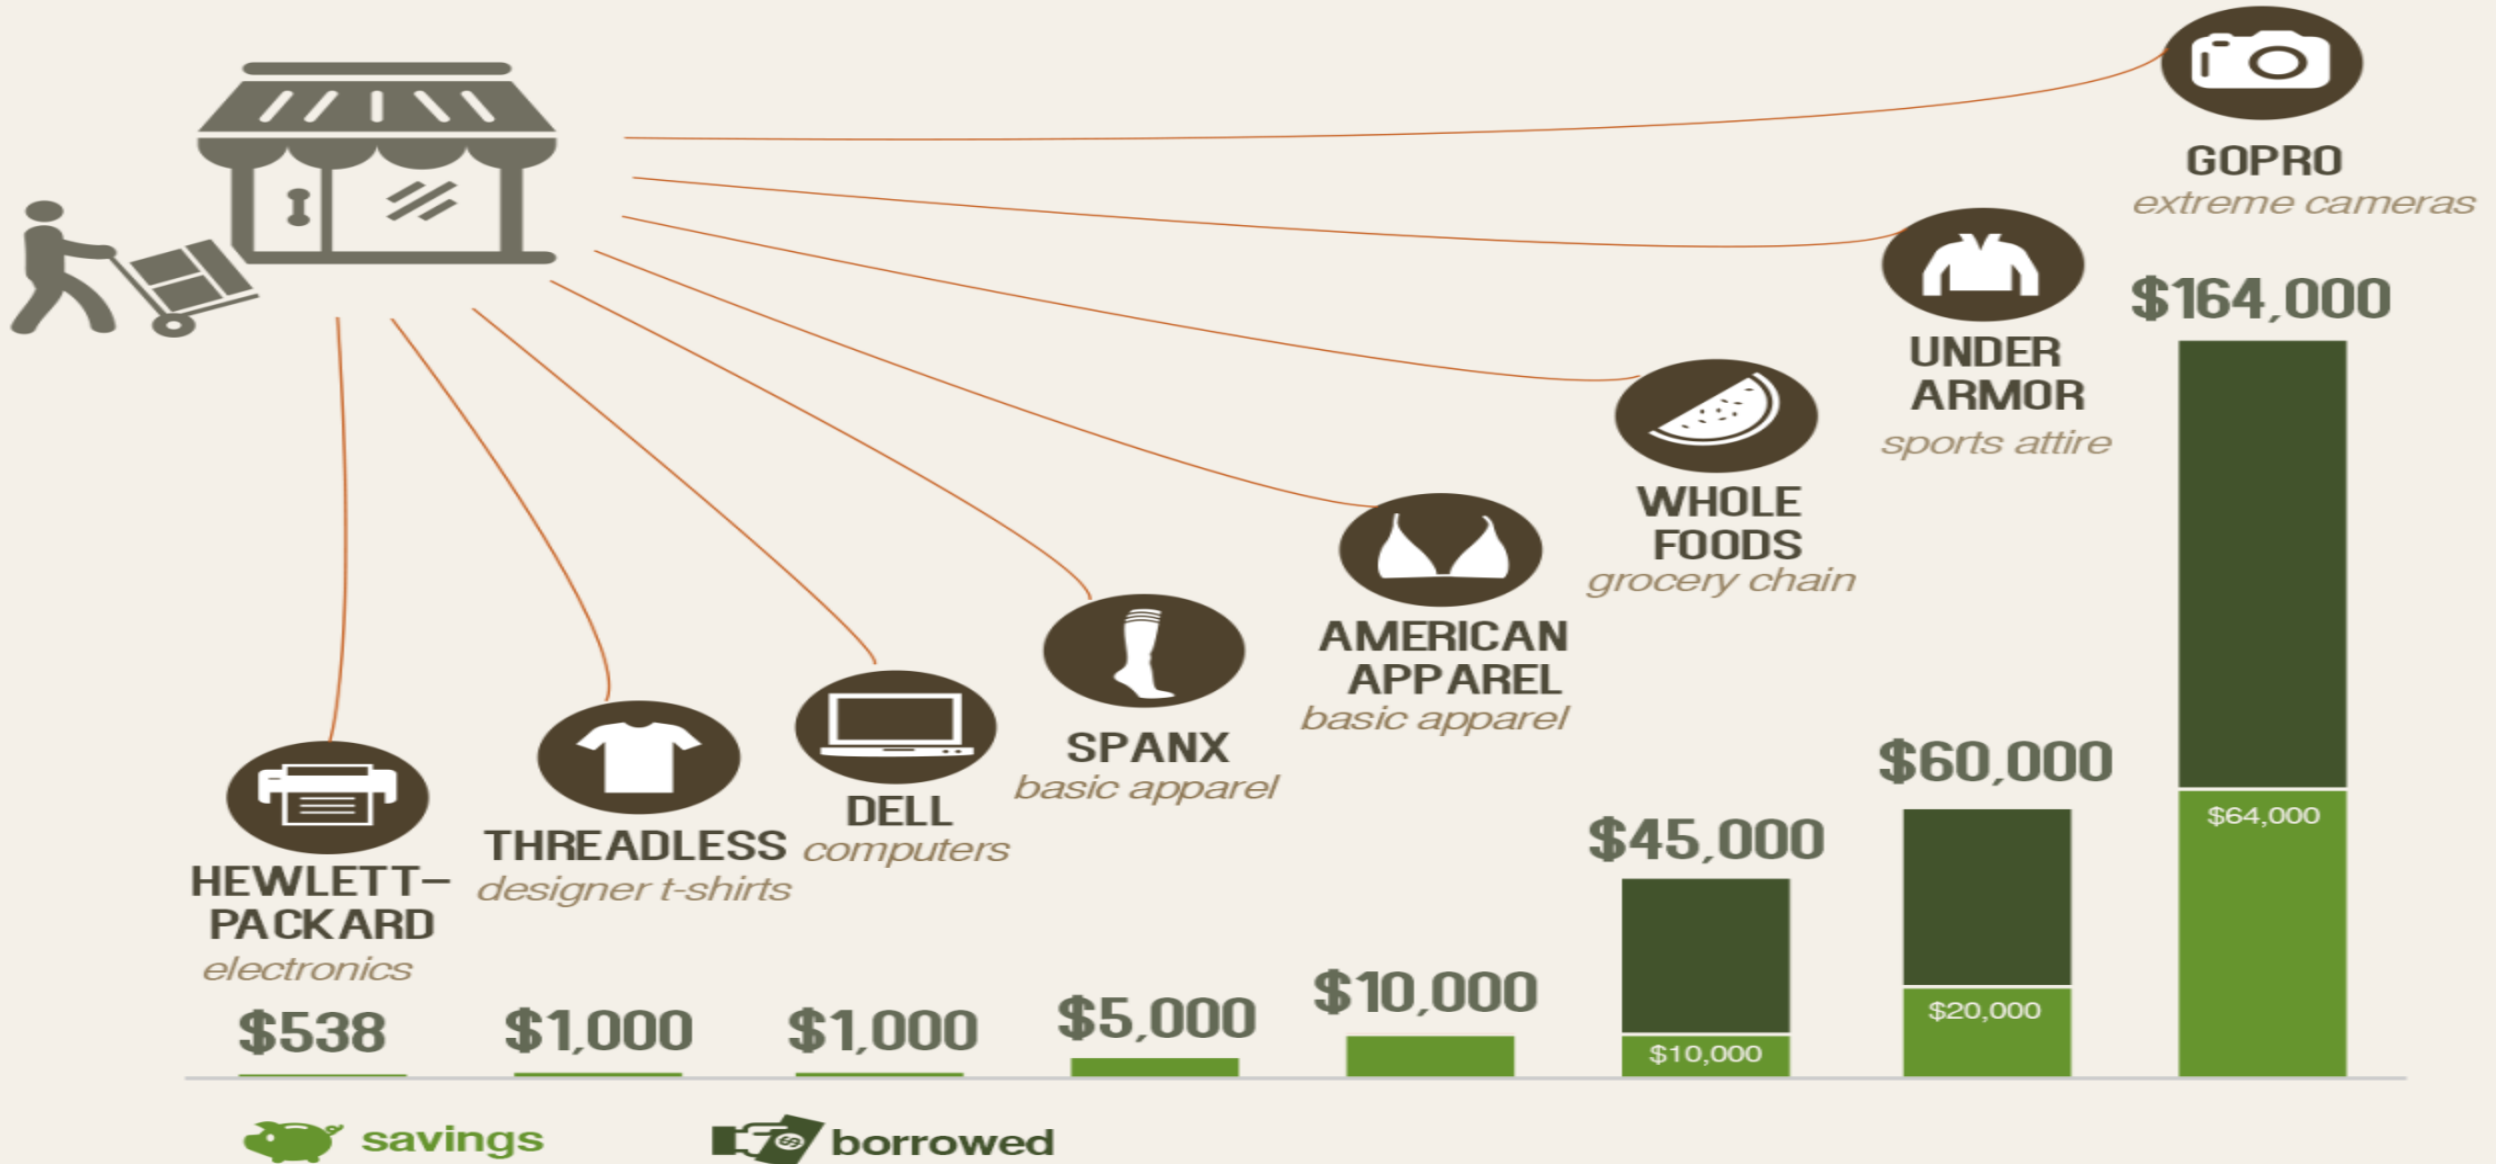 GOPRO
extreme cameras
$164,000
$64,000
UNDER
ARMOR
sports attire
$60,000
$20,000
WHOLE
FOODS
grocery chain
$45,000
$10,000
AMERICAN
APPAREL
basic apparel
$10,000
SPANX
basic apparel
$5,000
DELL
computers
$1,000
THREADLESS
designer t-shirts
$1,000
HEWLETT–
PACKARD
electronics
$538
savings
borrowed